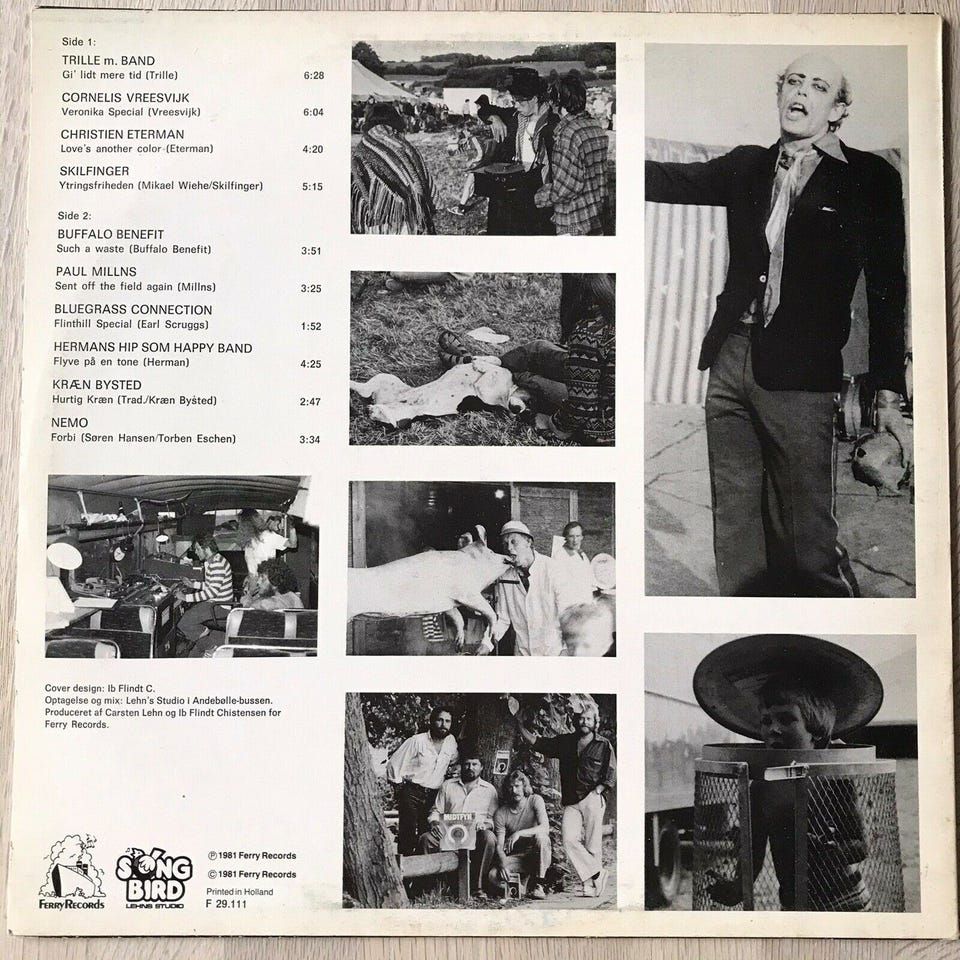 Side 1:
TRILLE m. BAND
Gi' lidt mere tid (Trille) 6:28
CORNELIS VREESVIJK
Veronika Special (Vreesvijk) 6:04
CHRISTIEN ETERMAN
Love's another color (Eterman) 4:20
SKILFINGER
Ytringsfriheden (Mikael Wiehe/Skilfinger) 5:15
Side 2:
BUFFALO BENEFIT
Such a waste (Buffalo Benefit) 3:51
PAUL MILLNS
Sent off the field again (Millns) 3:25
BLUEGRASS CONNECTION
Flinthill Special (Earl Scruggs) 1:52
HERMANS HIP SOM HAPPY BAND
Flyve på en tone (Herman) 4:25
KRÆN BYSTED
Hurtig Kræn (Trad./Kræn Bysted) 2:47
NEMO
Forbi (Søren Hansen/Torben Eschen) 3:34
Cover design: Ib Flindt C.
Optagelse og mix: Lehn's Studio i Andebølle-bussen.
Produceret af Carsten Lehn og Ib Flindt Chistensen for
Ferry Records.
MIDTFYN
FERRY RECORDS
SONG
BIRD
LEHNS STUDIO
Ⓟ 1981 Ferry Records
© 1981 Ferry Records
Printed in Holland
F 29.111